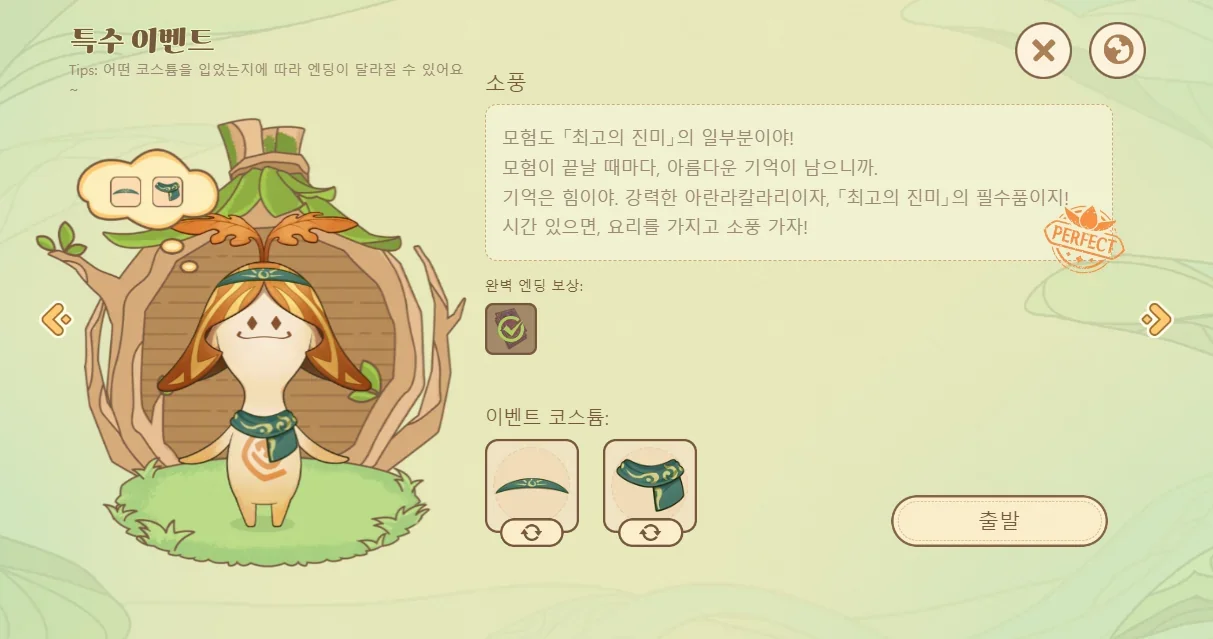 특수 이벤트
Tips: 어떤 코스튬을 입었는지에 따라 엔딩이 달라질 수 있어요
~
소풍
모험도 「최고의 진미」의 일부분이야!
모험이 끝날 때마다, 아름다운 기억이 남으니까.
기억은 힘이야. 강력한 아란라칼라리이자, 「최고의 진미」의 필수품이지!
시간 있으면, 요리를 가지고 소풍 가자!
PERFECT
완벽 엔딩 보상:
이벤트 코스튬:
출발